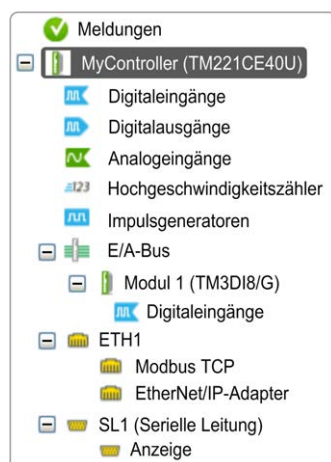 Meldungen
MyController (TM221CE40U)
Digitaleingänge
Digitalausgänge
Analogeingänge
123 Hochgeschwindigkeitszähler
Impulsgeneratoren
E/A-Bus
Modul 1 (TM3DI8/G)
Digitaleingänge
ETH1
Modbus TCP
EtherNet/IP-Adapter
SL1 (Serielle Leitung)
Anzeige